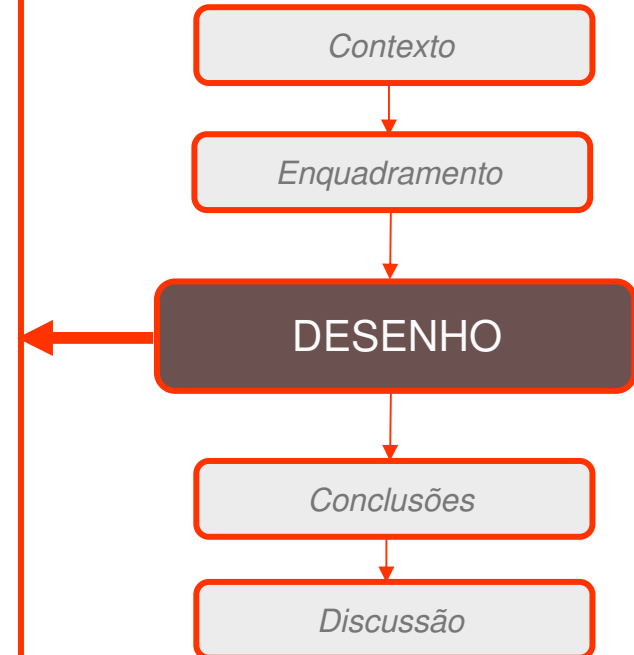 Contexto
Enquadramento
DESENHO
Conclusões
Discussão